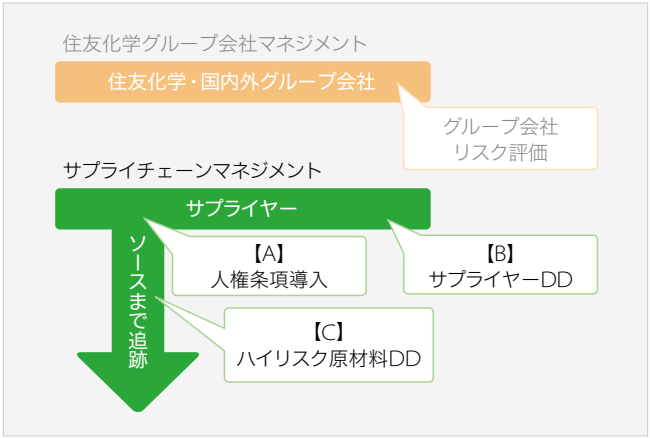 住友化学グループ会社マネジメント
住友化学・国内外グループ会社
グループ会社
リスク評価
サプライチェーンマネジメント
サプライヤー
ソースまで追跡
【A】
人権条項導入
【B】
サプライヤーDD
【C】
ハイリスク原材料DD